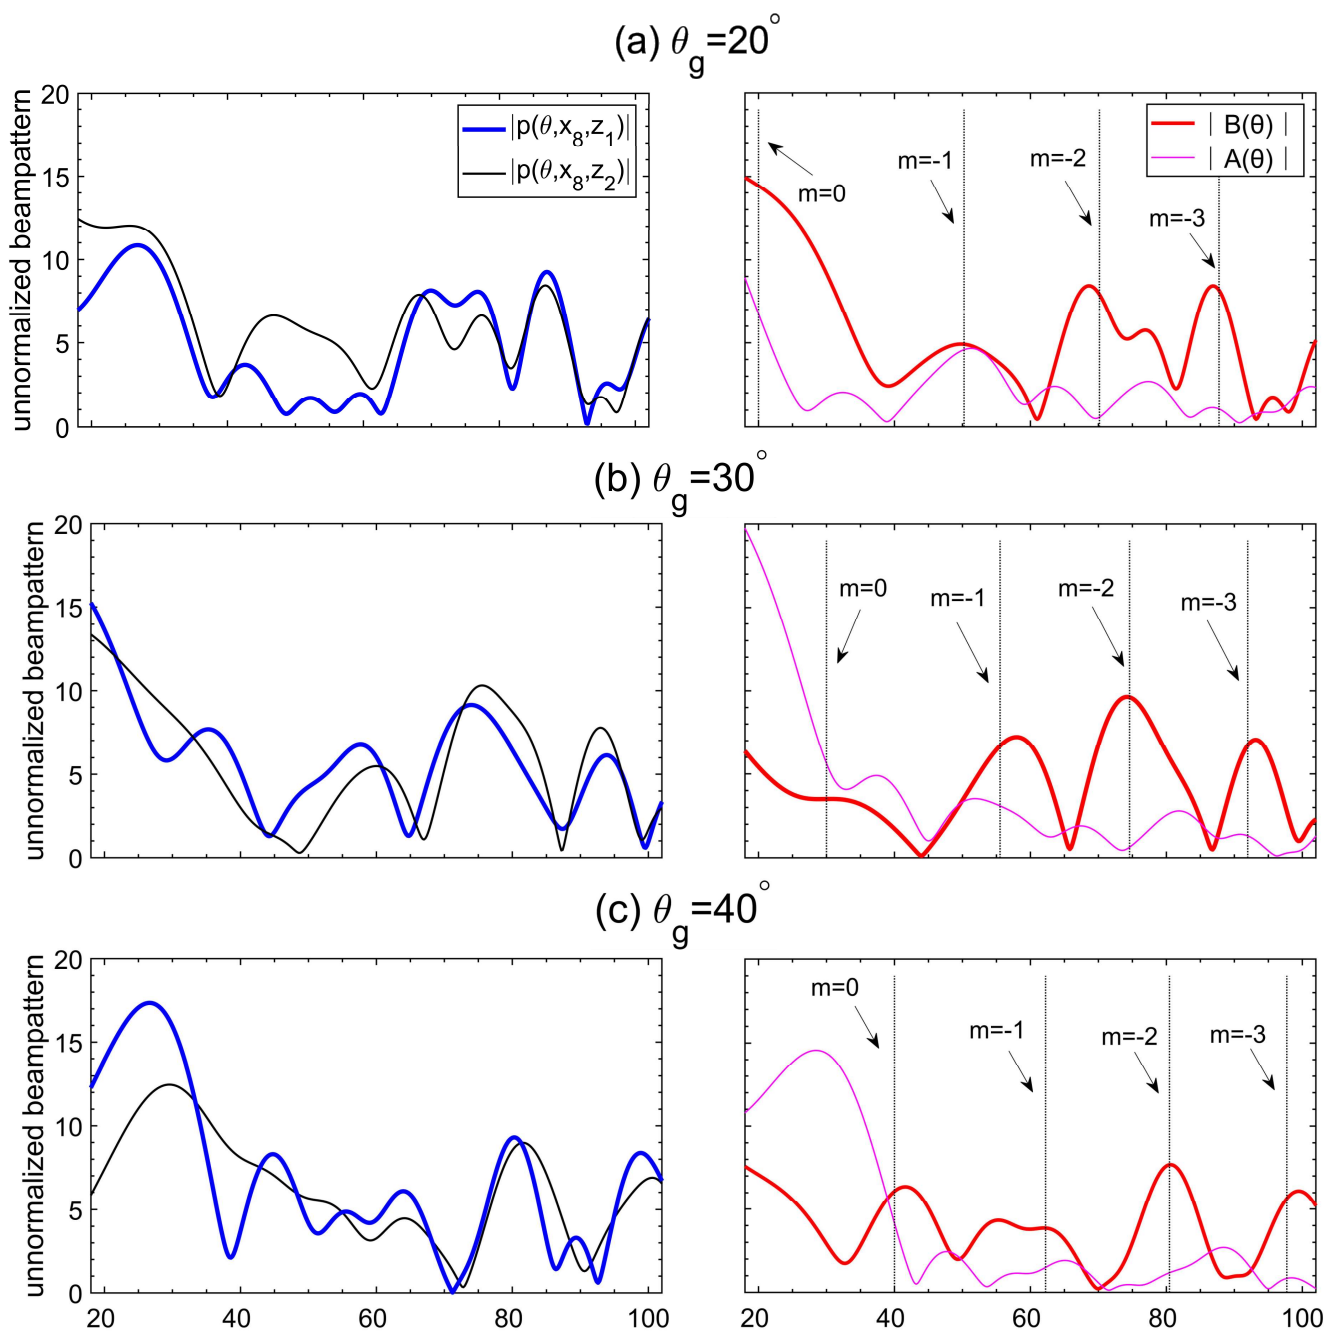 (a) θg=20°
unnormalized beampattern
20
15
10
5
0
|p(θ,x8,z1)|
|p(θ,x8,z2)|
m=0
m=-1
m=-2
m=-3
| B(θ) |
| A(θ) |
(b) θg=30°
unnormalized beampattern
20
15
10
5
0
m=0
m=-1
m=-2
m=-3
(c) θg=40°
unnormalized beampattern
20
15
10
5
0
20 40 60 80 100
m=0
m=-1
m=-2
m=-3
20 40 60 80 100